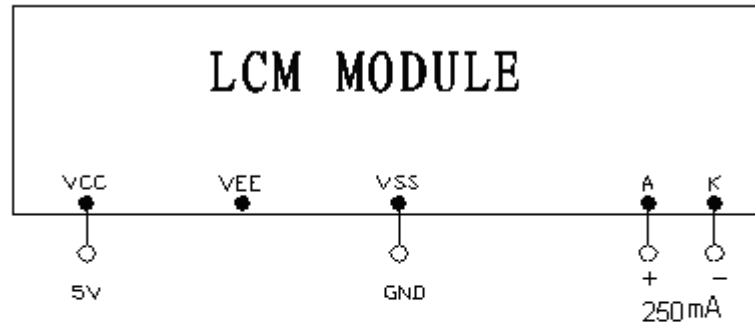 LCM MODULE
VCC VEE VSS A K
5V GND + −
250mA